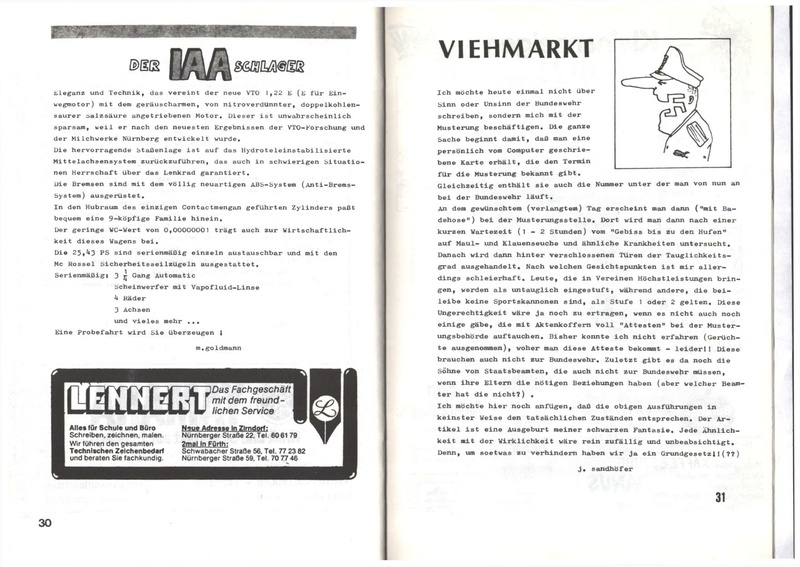 DER IAA SCHLAGER
Eleganz und Technik, das vereint der neue VTO 1,22 E (E für Ein-
wegmotor) mit dem geräuscharmen, von nitroverdünnter, doppelkohlen-
saurer Salzsäure angetriebenen Motor. Dieser ist unwahrscheinlich
sparsam, weil er nach den neuesten Ergebnissen der VTO-Forschung und
der Milchwerke Nürnberg entwickelt wurde.
Die hervorragende Staßenlage ist auf das Hydroteleinstabilisierte
Mittelachsensystem zurückzuführen, das auch in schwierigen Situatio-
nen Herrschaft über das Lenkrad garantiert.
Die Bremsen sind mit dem völlig neuartigen ABS-System (Anti-Brems-
System) ausgerüstet.
In den Hubraum des einzigen Contactmengan geführten Zylinders paßt
bequem eine 9-köpfige Familie hinein.
Der geringe WC-Wert von 0,00000001 trägt auch zur Wirtschaftlich-
keit dieses Wagens bei.
Die 25,43 PS sind serienmäßig einzeln austauschbar und mit den
Mc Rossel Sicherheitsseilzügeln ausgestattet.
Serienmäßig: 3 Gang Automatic
Scheinwerfer mit Vapofluid-Linse
4 Räder
3 Achsen
und vieles mehr ...
Eine Probefahrt wird Sie überzeugen !
m.goldmann
LENNERT Das Fachgeschäft
mit dem freund-
lichen Service
Alles für Schule und Büro
Schreiben, zeichnen, malen.
Wir führen den gesamten
Technischen Zeichenbedarf
und beraten Sie fachkundig.
Neue Adresse in Zirndorf:
Nürnberger Straße 22, Tel. 60 61 79
2mal in Fürth:
Schwabacher Straße 56, Tel. 77 23 82
Nürnberger Straße 59, Tel. 70 77 46
L
30
VIEHMARKT
Ich möchte heute einmal nicht über
Sinn oder Unsinn der Bundeswehr
schreiben, sondern mich mit der
Musterung beschäftigen. Die ganze
Sache beginnt damit, daß man eine
persönlich vom Computer geschrie-
bene Karte erhält, die den Termin
für die Musterung bekannt gibt.
Gleichzeitig enthält sie auch die Nummer unter der man von nun an
bei der Bundeswehr läuft.
An dem gewünschtem (verlangtem) Tag erscheint man dann ("mit Ba-
dehose") bei der Musterungsstelle. Dort wird man dann nach einer
kurzen Wartezeit (1 - 2 Stunden) vom "Gebiss bis zu den Hufen"
auf Maul- und Klauenseuche und ähnliche Krankheiten untersucht.
Danach wird dann hinter verschlossenen Türen der Tauglichkeits-
grad ausgehandelt. Nach welchen Gesichtspunkten ist mir aller-
dings schleierhaft. Leute, die in Vereinen Höchstleistungen brin-
gen, werden als untauglich eingestuft, während andere, die bei-
leibe keine Sportskannonen sind, als Stufe 1 oder 2 gelten. Diese
Ungerechtigkeit wäre ja noch zu ertragen, wenn es nicht auch noch
einige gäbe, die mit Aktenkoffern voll "Attesten" bei der Muster-
ungsbehörde auftauchen. Bisher konnte ich nicht erfahren (Gerüch-
te ausgenommen), woher man diese Atteste bekommt - leider!! Diese
brauchen auch nicht zur Bundeswehr. Zuletzt gibt es da noch die
Söhne von Staatsbeamten, die auch nicht zur Bundeswehr müssen,
wenn ihre Eltern die nötigen Beziehungen haben (aber welcher Beam-
ter hat die nicht?) .
Ich möchte hier noch anfügen, daß die obigen Ausführungen in
keinster Weise den tatsächlichen Zuständen entsprechen. Der Ar-
tikel ist eine Ausgeburt meiner schwarzen Fantasie. Jede Ähnlich-
keit mit der Wirklichkeit wäre rein zufällig und unbeabsichtigt.
Denn, um soetwas zu verhindern haben wir ja ein Grundgesetz!!(??)
j. sandhöfer
31